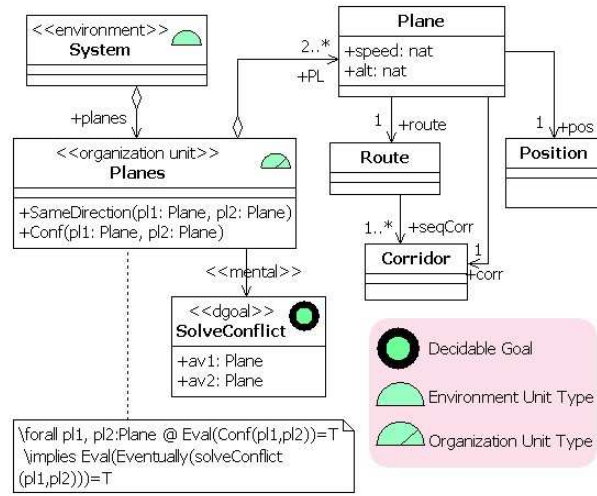 <<environment>>
System
+planes
<<organization unit>>
Planes
+SameDirection(pl1: Plane, pl2: Plane)
+Conf(pl1: Plane, pl2: Plane)
2..*
+PL
Plane
+speed: nat
+alt: nat
1
+route
Route
1..*
+seqCorr
Corridor
1
+corr
1
+pos
Position
<<mental>>
<<dgoal>>
SolveConflict
+av1: Plane
+av2: Plane
\forall pl1, pl2:Plane @ Eval(Conf(pl1,pl2))=T
\implies Eval(Eventually(solveConflict
(pl1,pl2)))=T
Decidable Goal
Environment Unit Type
Organization Unit Type